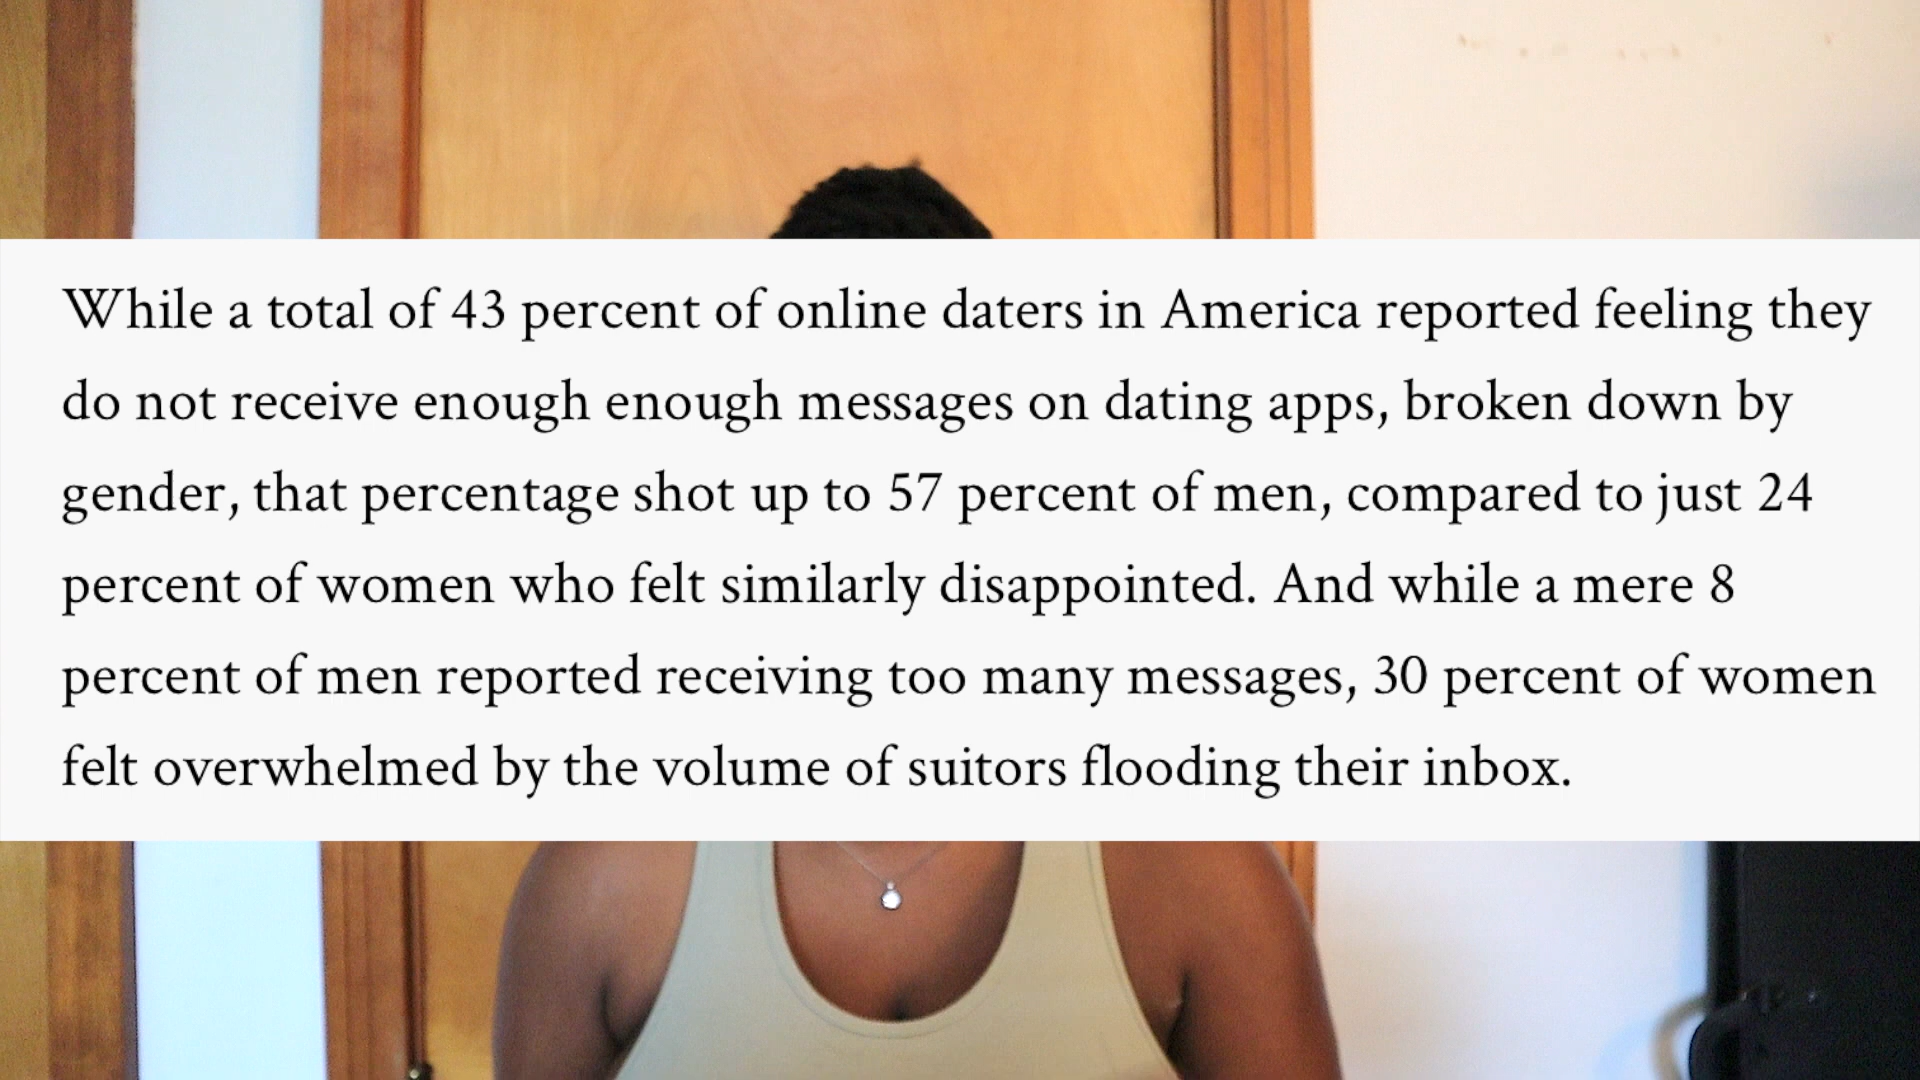 While a total of 43 percent of online daters in America reported feeling they
do not receive enough enough messages on dating apps, broken down by
gender, that percentage shot up to 57 percent of men, compared to just 24
percent of women who felt similarly disappointed. And while a mere 8
percent of men reported receiving too many messages, 30 percent of women
felt overwhelmed by the volume of suitors flooding their inbox.